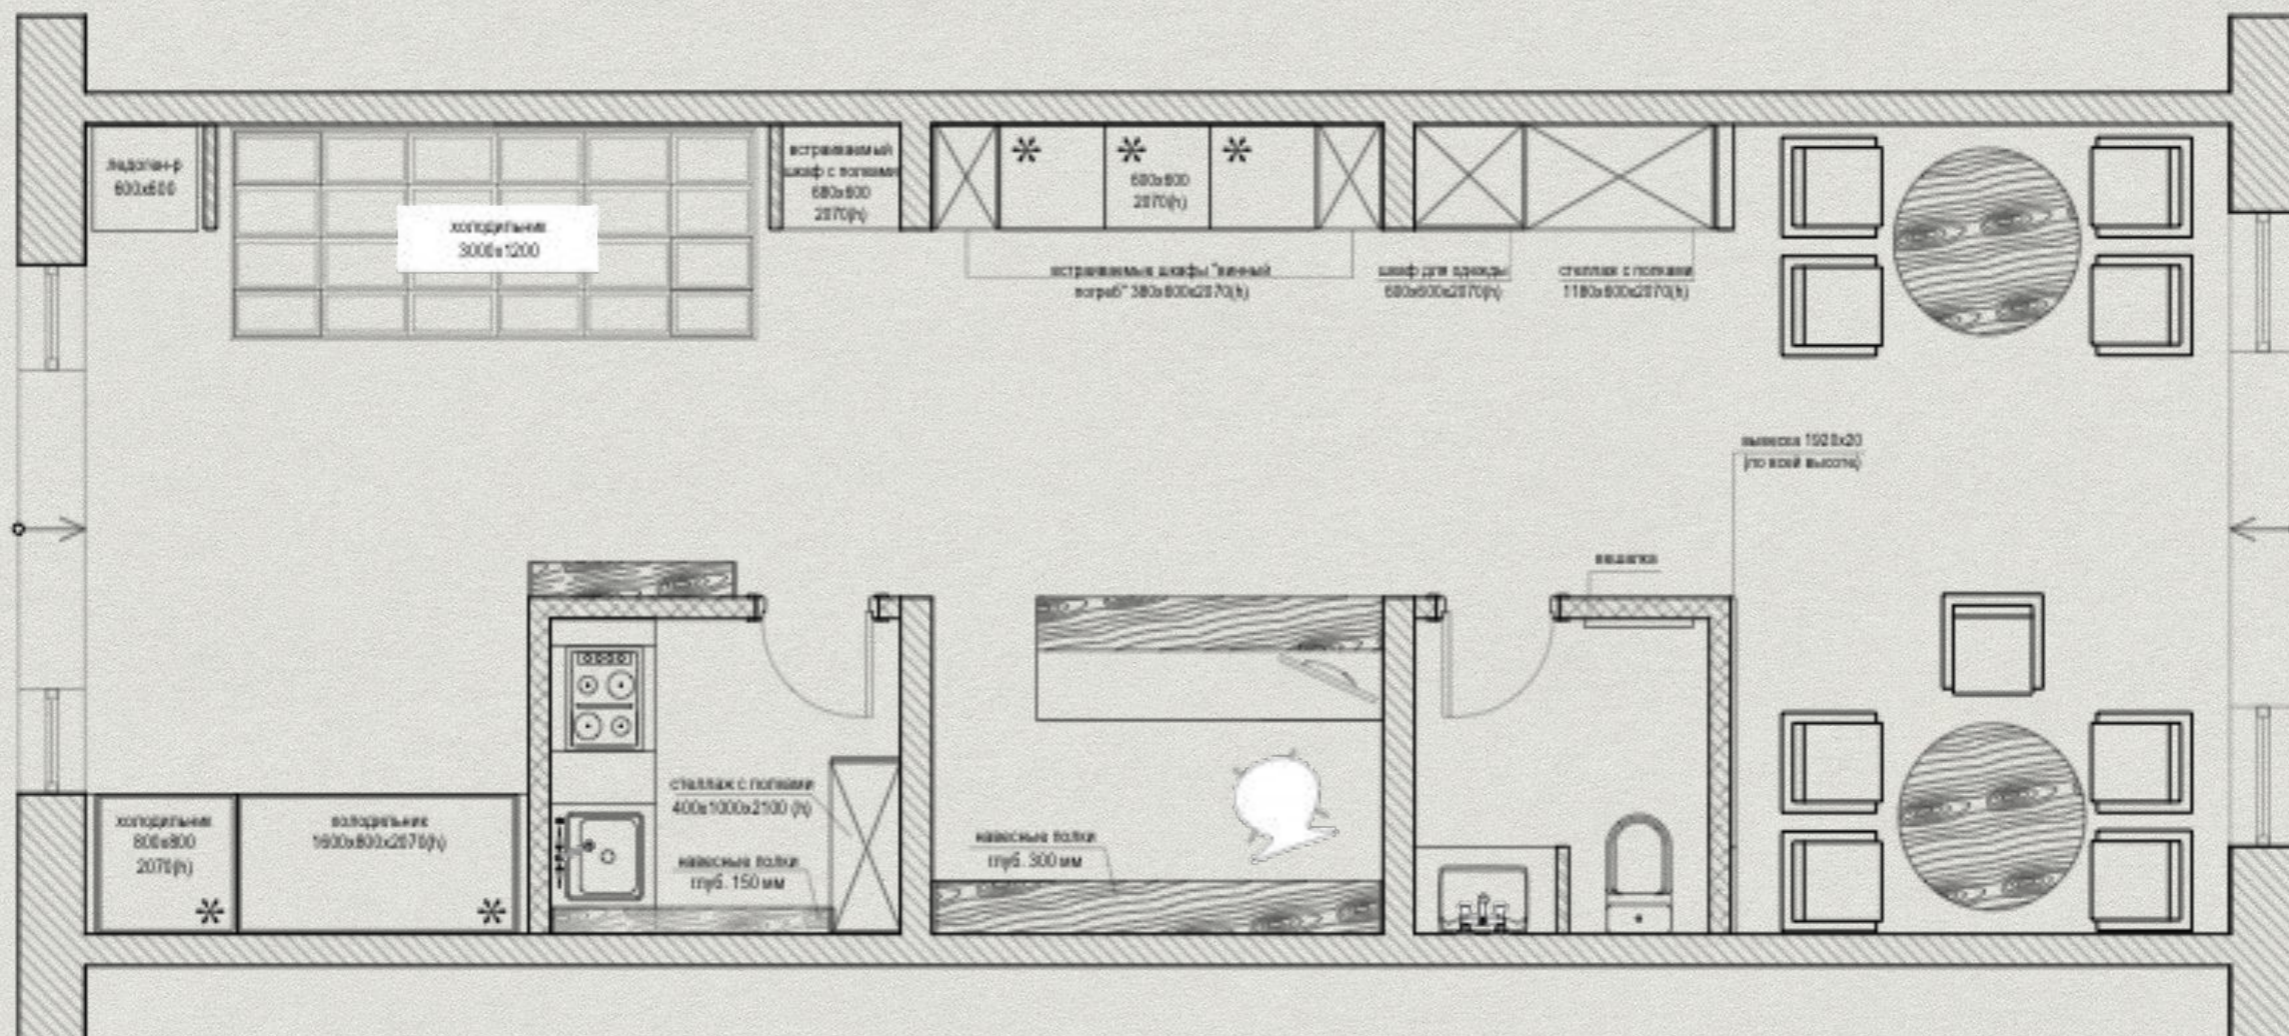 ледоген-р
600х600
холодильник
3000х1200
встраиваемый
шкаф с полками
680х600
2070(h)
600х600
2070(h)
встраиваемые шкафы "винный
погреб" 380х600х2070(h)
шкаф для одежды
600х600х2070(h)
стеллаж с полками
1180х600х2070(h)
вывеска 1920х20
(по всей высоте)
вешалка
холодильник
800х800
2070(h)
холодильник
1600х800х2070(h)
стеллаж с полками
400х1000х2100 (h)
навесные полки
глуб. 150 мм
навесные полки
глуб. 300 мм